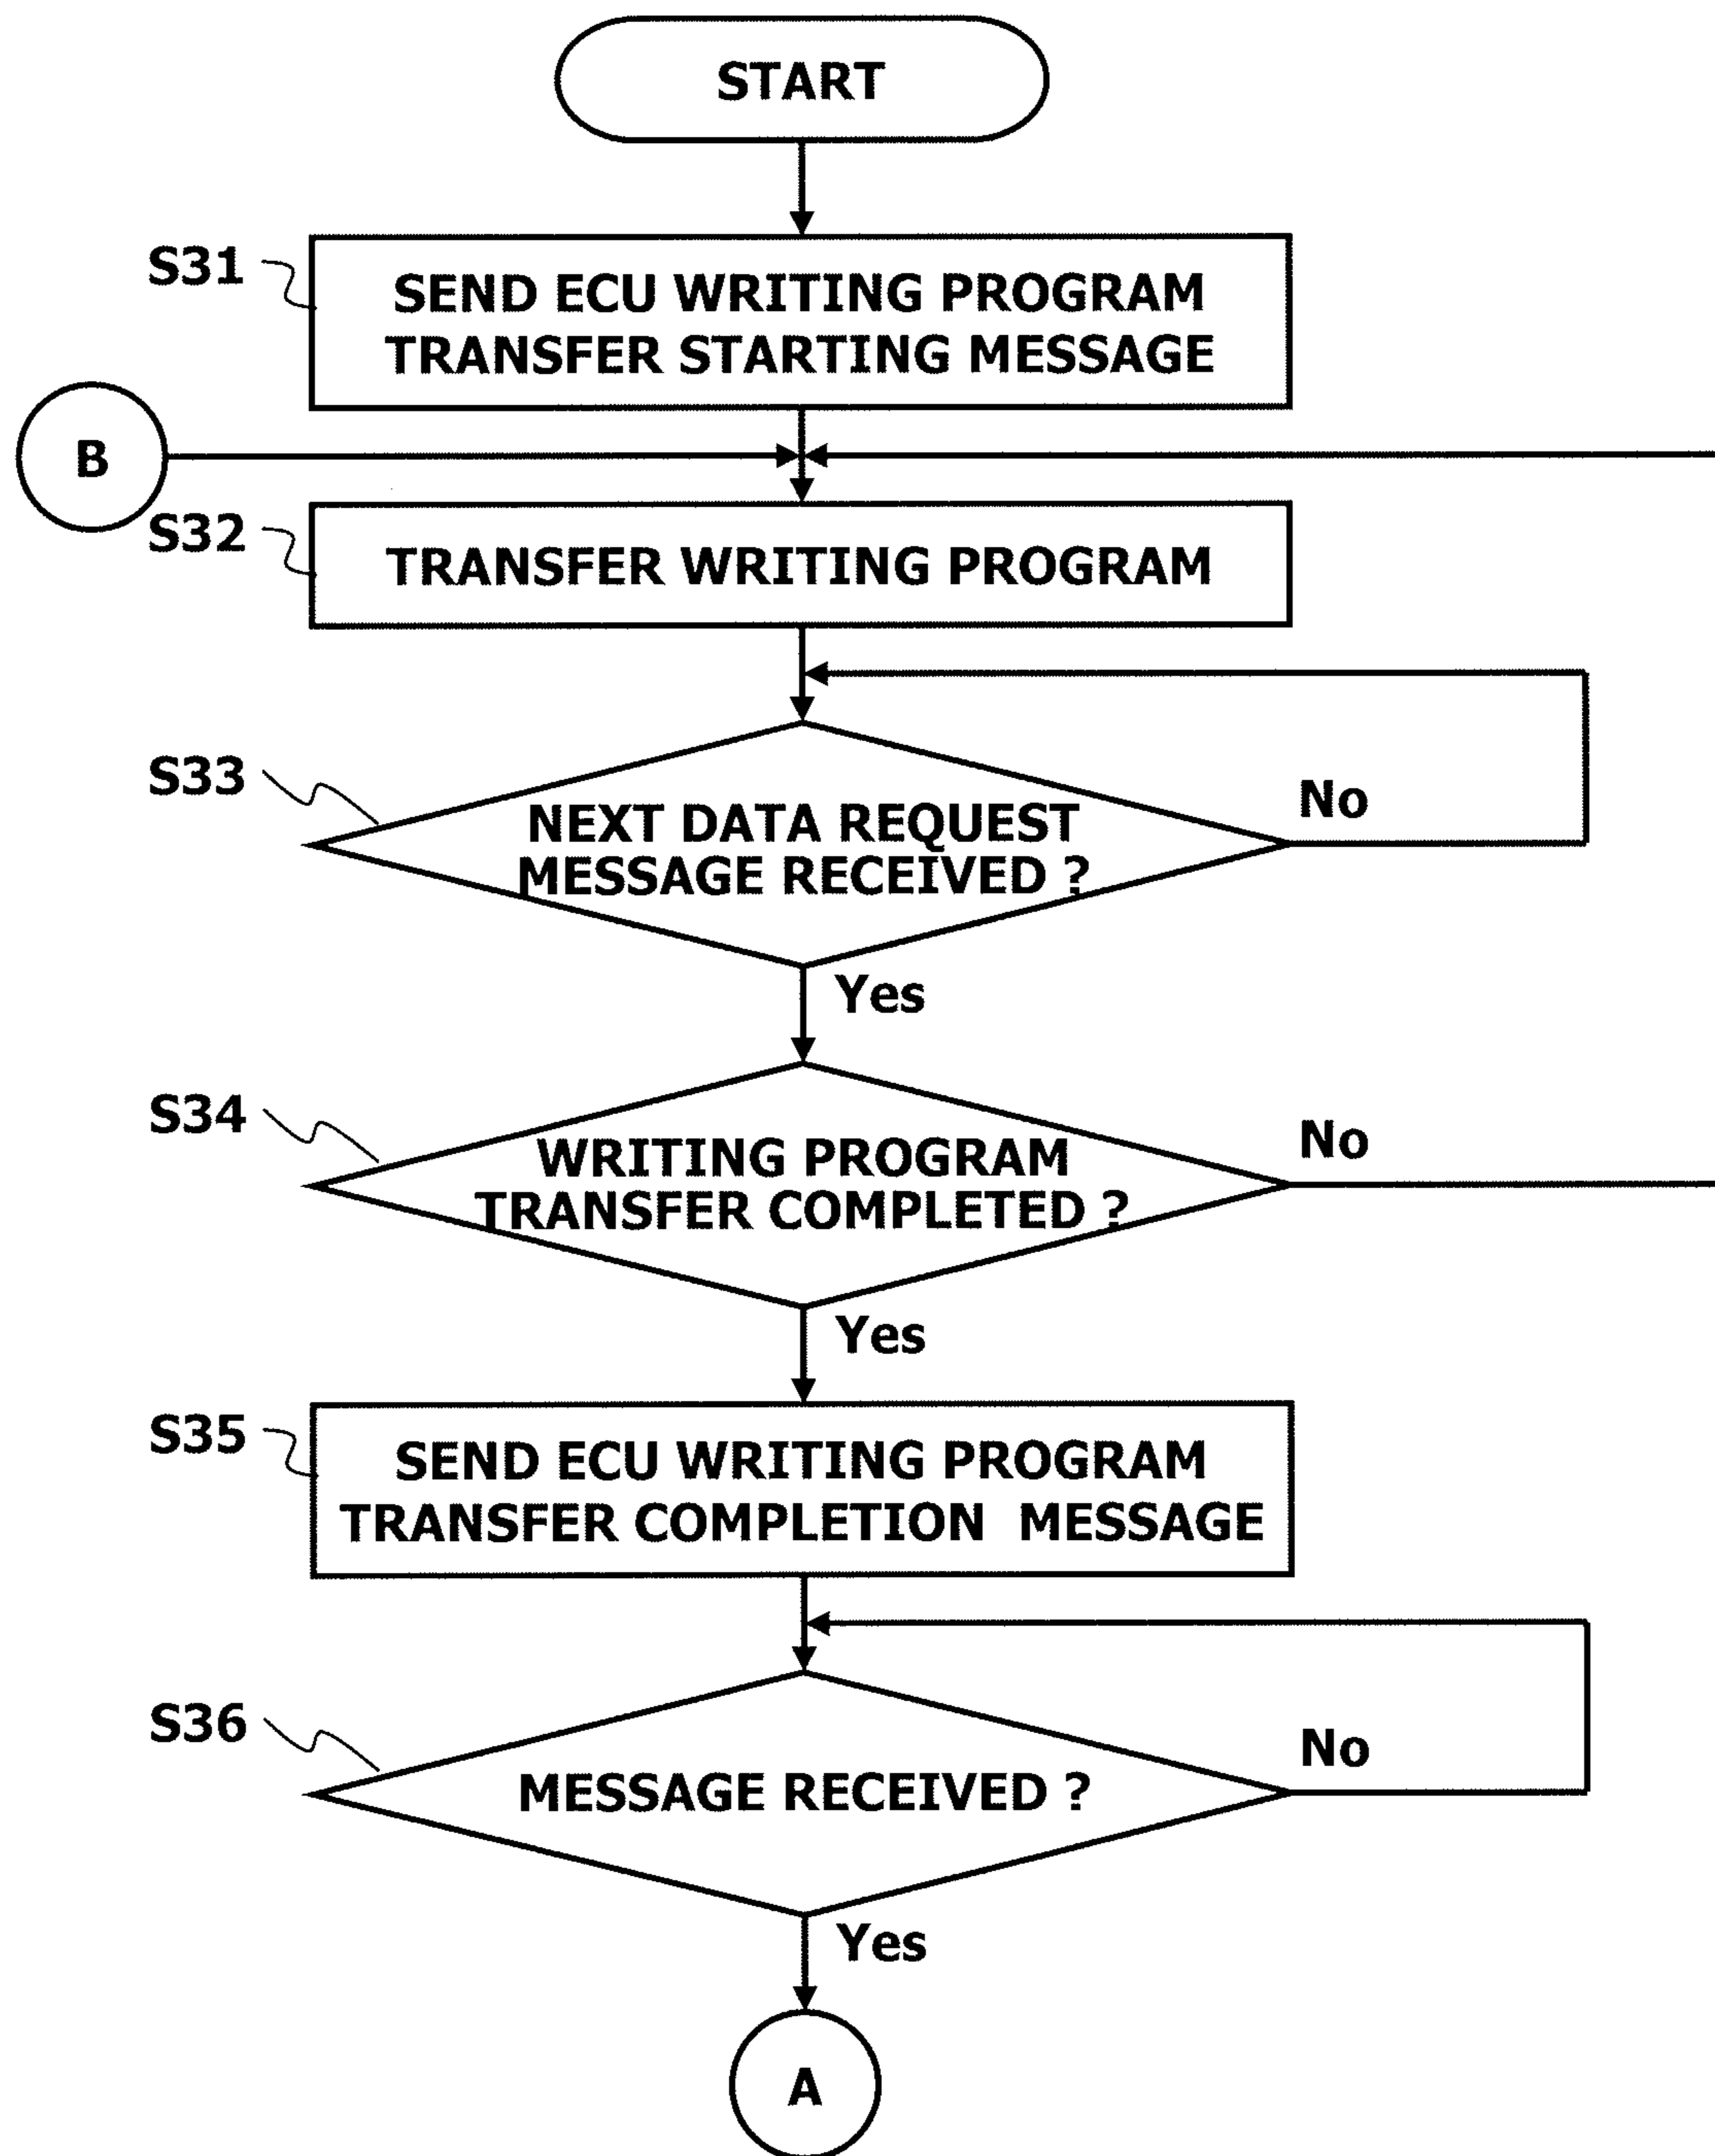 START
S31
SEND ECU WRITING PROGRAM
TRANSFER STARTING MESSAGE
B
S32
TRANSFER WRITING PROGRAM
S33
NEXT DATA REQUEST
MESSAGE RECEIVED ?
No
Yes
S34
WRITING PROGRAM
TRANSFER COMPLETED ?
No
Yes
S35
SEND ECU WRITING PROGRAM
TRANSFER COMPLETION MESSAGE
S36
MESSAGE RECEIVED ?
No
Yes
A